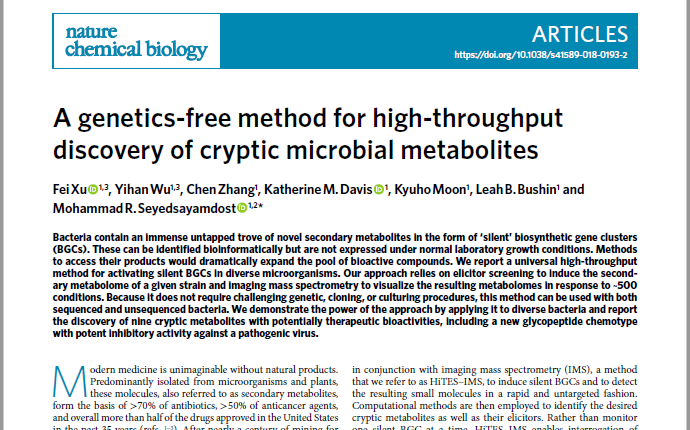 nature
chemical biology
ARTICLES
https://doi.org/10.1038/s41589-018-0193-2
A genetics-free method for high-throughput
discovery of cryptic microbial metabolites
Fei Xu 1,3, Yihan Wu1,3, Chen Zhang1, Katherine M. Davis 1, Kyuho Moon1, Leah B. Bushin1 and
Mohammad R. Seyedsayamdost 1,2*
Bacteria contain an immense untapped trove of novel secondary metabolites in the form of ‘silent’ biosynthetic gene clusters
(BGCs). These can be identified bioinformatically but are not expressed under normal laboratory growth conditions. Methods
to access their products would dramatically expand the pool of bioactive compounds. We report a universal high-throughput
method for activating silent BGCs in diverse microorganisms. Our approach relies on elicitor screening to induce the second-
ary metabolome of a given strain and imaging mass spectrometry to visualize the resulting metabolomes in response to ~500
conditions. Because it does not require challenging genetic, cloning, or culturing procedures, this method can be used with both
sequenced and unsequenced bacteria. We demonstrate the power of the approach by applying it to diverse bacteria and report
the discovery of nine cryptic metabolites with potentially therapeutic bioactivities, including a new glycopeptide chemotype
with potent inhibitory activity against a pathogenic virus.
Modern medicine is unimaginable without natural products.
Predominantly isolated from microorganisms and plants,
these molecules, also referred to as secondary metabolites,
form the basis of >70% of antibiotics, >50% of anticancer agents,
and overall more than half of the drugs approved in the United States
in the past 35 years (refs. 1–3). After nearly a century of mining for
in conjunction with imaging mass spectrometry (IMS), a method
that we refer to as HiTES–IMS, to induce silent BGCs and to detect
the resulting small molecules in a rapid and untargeted fashion.
Computational methods are then employed to identify the desired
cryptic metabolites as well as their elicitors. Rather than monitor
one silent BGC at a time, HiTES–IMS enables interrogation of